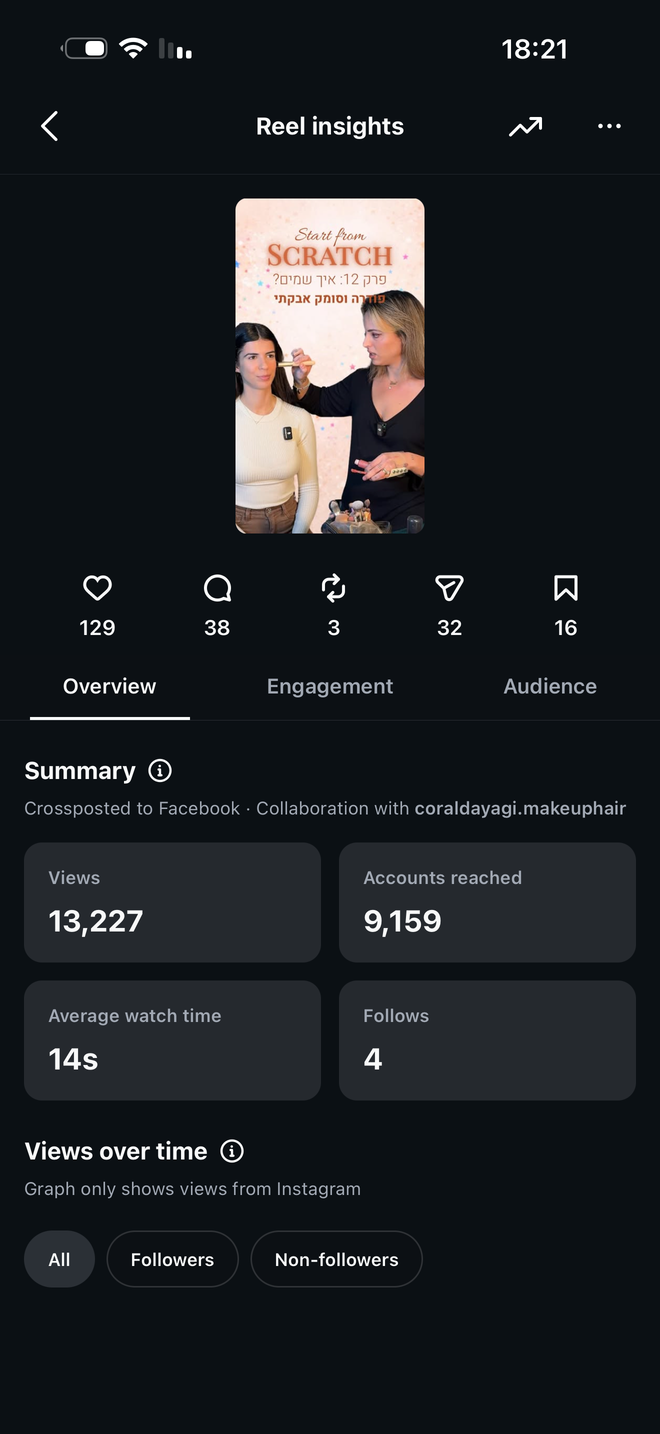 18:21
Reel insights
Start from
SCRATCH
פרק 12: איך שמים?
פודרה וסומק אבקתי
129 38 3 32 16
Overview Engagement Audience
Summary
Crossposted to Facebook · Collaboration with coraldayagi.makeuphair
Views Accounts reached
13,227 9,159
Average watch time Follows
14s 4
Views over time
Graph only shows views from Instagram
All Followers Non-followers